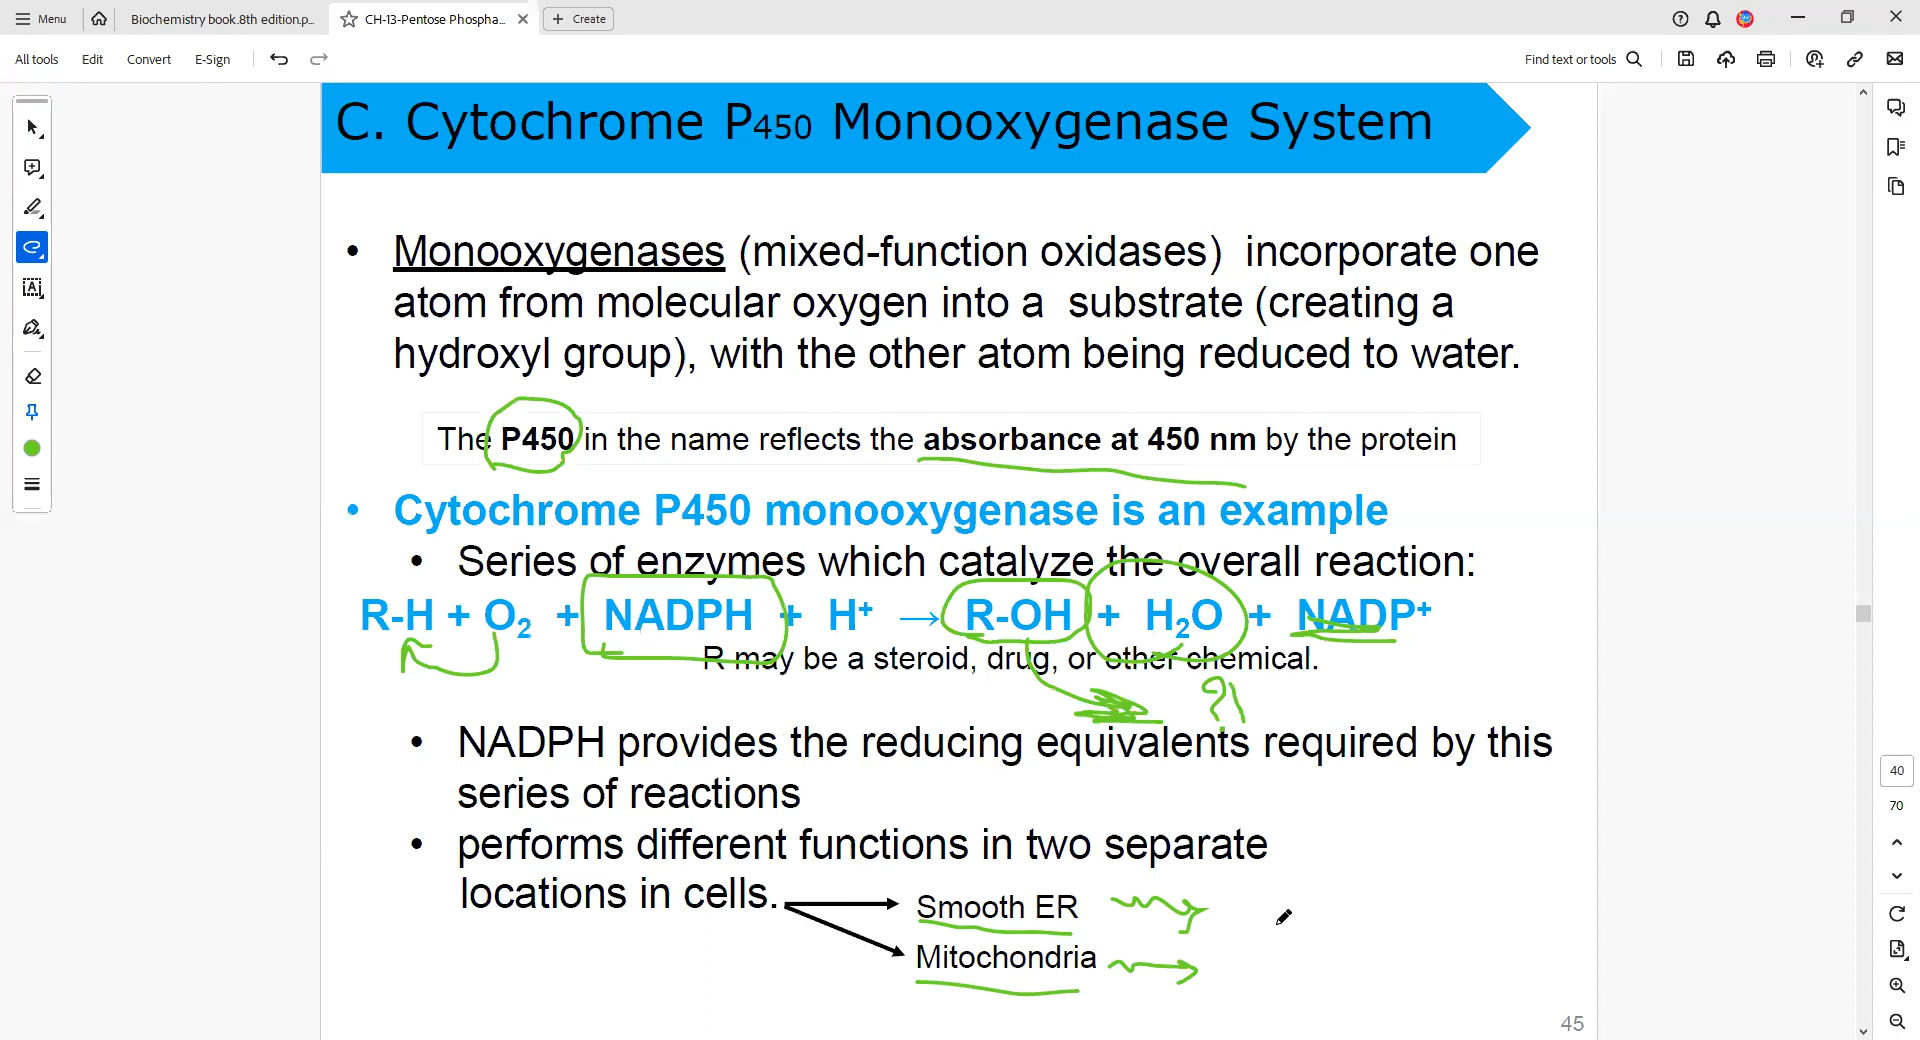 Menu
Biochemistry book.8th edition.p...
CH-13-Pentose Phospha...
Create
All tools
Edit
Convert
E-Sign
Find text or tools
C. Cytochrome P450 Monooxygenase System
• Monooxygenases (mixed-function oxidases) incorporate one
atom from molecular oxygen into a substrate (creating a
hydroxyl group), with the other atom being reduced to water.
The P450 in the name reflects the absorbance at 450 nm by the protein
• Cytochrome P450 monooxygenase is an example
• Series of enzymes which catalyze the overall reaction:
R-H + O₂ + NADPH + H⁺ → R-OH + H₂O + NADP⁺
R may be a steroid, drug, or other chemical.
?
• NADPH provides the reducing equivalents required by this
series of reactions
• performs different functions in two separate
locations in cells.
Smooth ER
Mitochondria
45
40
70